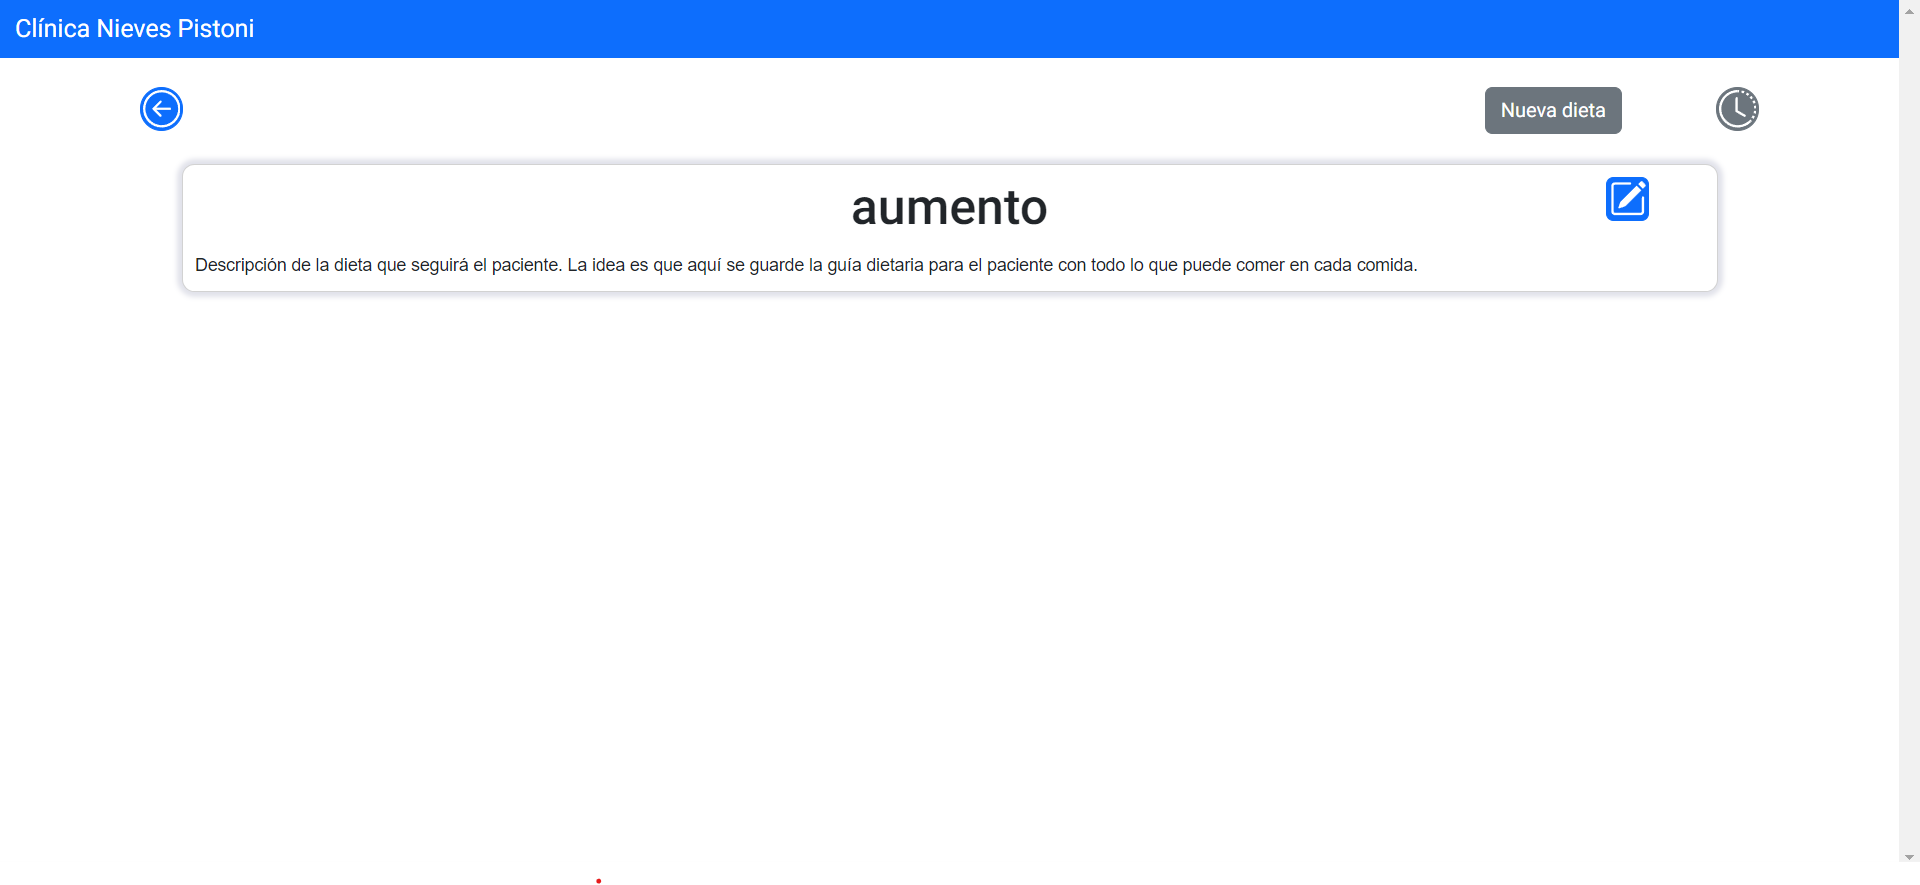 Clínica Nieves Pistoni
Nueva dieta
aumento
Descripción de la dieta que seguirá el paciente. La idea es que aquí se guarde la guía dietaria para el paciente con todo lo que puede comer en cada comida.